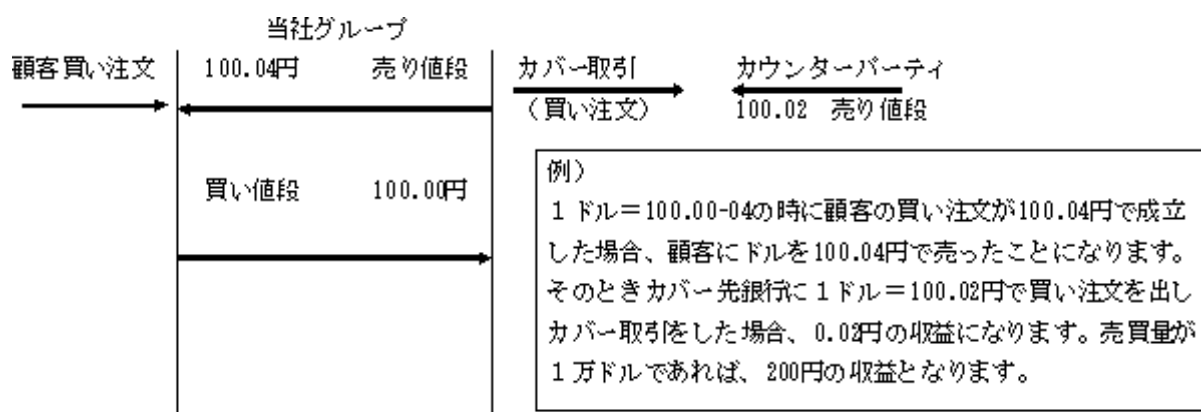 当社グループ
顧客買い注文 100.04円 売り値段 カバー取引 カウンターパーティ
(買い注文) 100.02 売り値段
買い値段 100.00円
例)
1ドル=100.00-04の時に顧客の買い注文が100.04円で成立
した場合、顧客にドルを100.04円で売ったことになります。
そのときカバー先銀行に1ドル=100.02円で買い注文を出し
カバー取引をした場合、0.02円の収益になります。売買量が
1万ドルであれば、200円の収益となります。